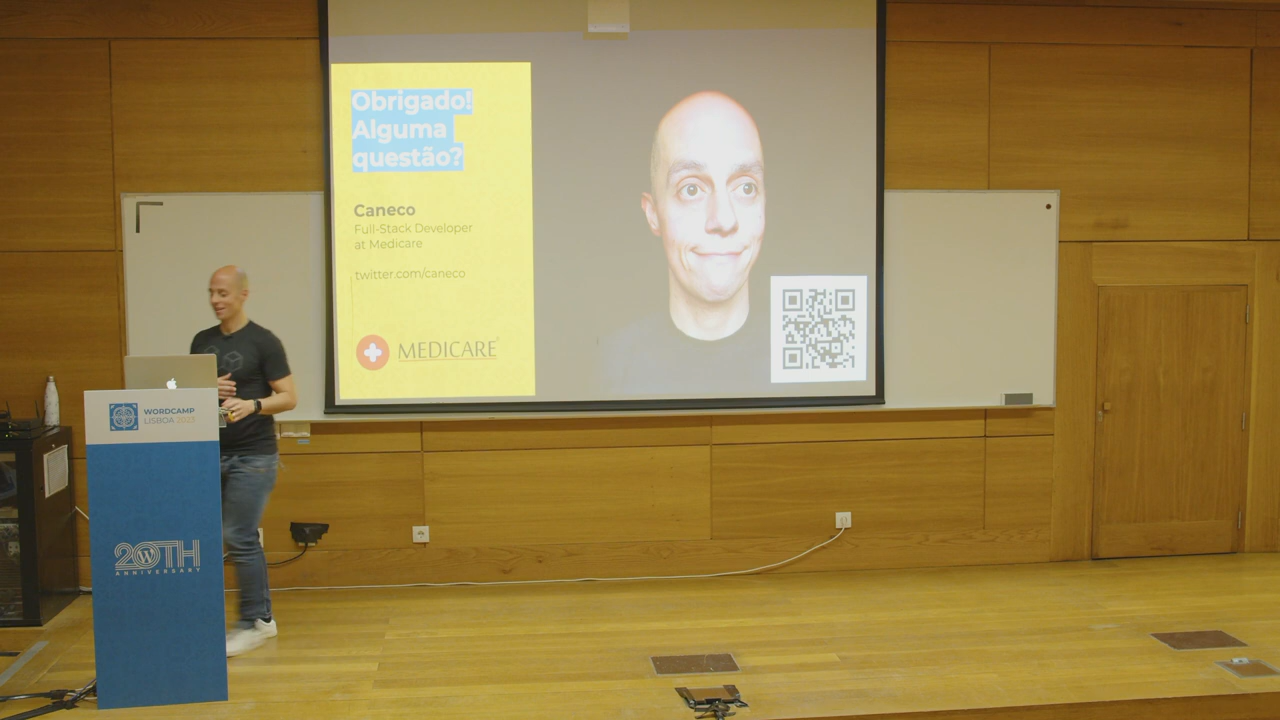 Obrigado!
Alguma
questão?
Caneco
Full-Stack Developer
at Medicare
twitter.com/caneco
MEDICARE
WORDCAMP
LISBOA 2023
20TH
ANNIVERSARY